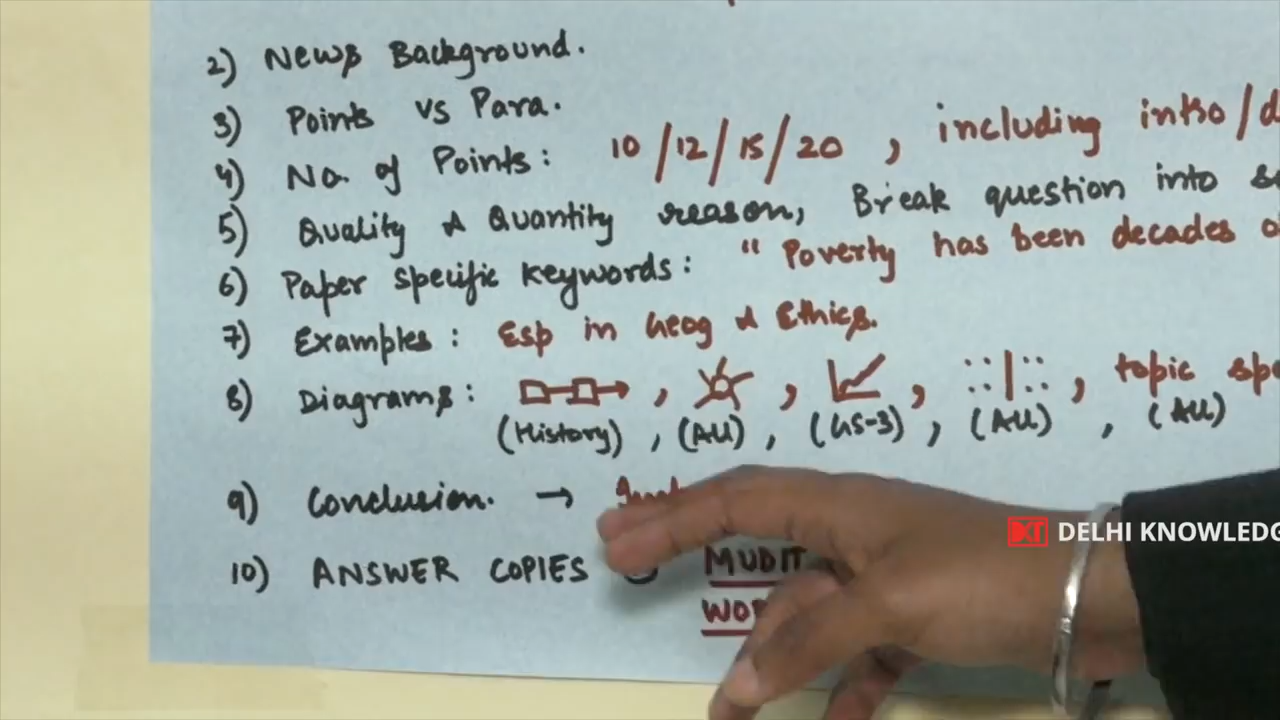 2) News Background.
3) Points vs Para.
4) No. of Points: 10/12/15/20, including intro/
5) Quality & Quantity reason, Break question into
6) Paper specific keywords: " Poverty has been decades
7) Examples: Esp in Geog & Ethics.
8) Diagrams: , , , , topic spe
(History), (All), (GS-3), (All), (All)
9) Conclusion. →
10) ANSWER COPIES MUDIT
DELHI KNOWLEDG